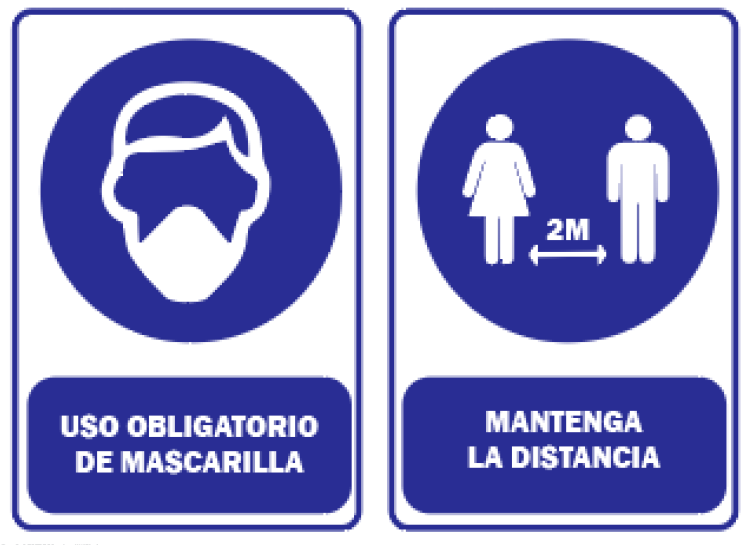 USO OBLIGATORIO
DE MASCARILLA
2M
MANTENGA
LA DISTANCIA